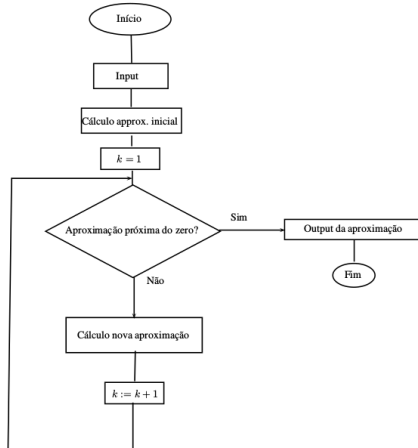 Início
Input
Cálculo approx. inicial
k = 1
Aproximação próxima do zero?
Sim
Output da aproximação
Fim
Não
Cálculo nova aproximação
k := k + 1